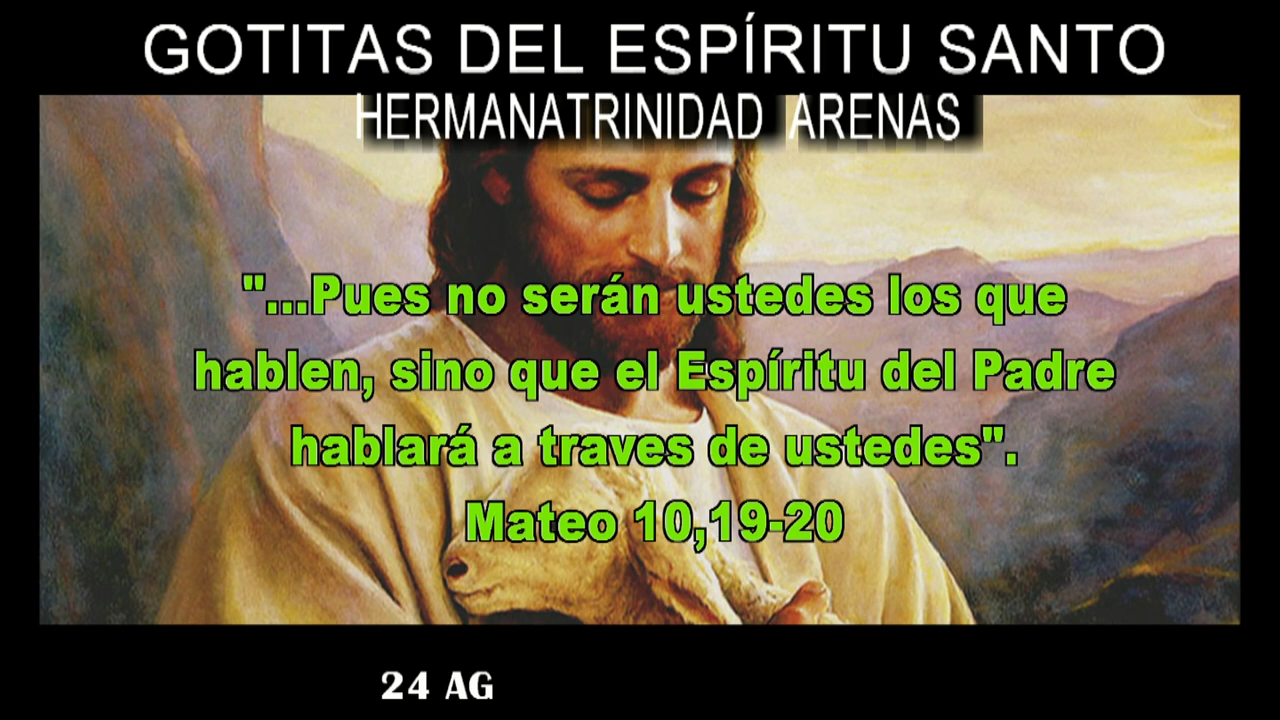 GOTITAS DEL ESPÍRITU SANTO
HERMANATRINIDAD ARENAS
"...Pues no serán ustedes los que
hablen, sino que el Espíritu del Padre
hablará a traves de ustedes".
Mateo 10,19-20
24 AG